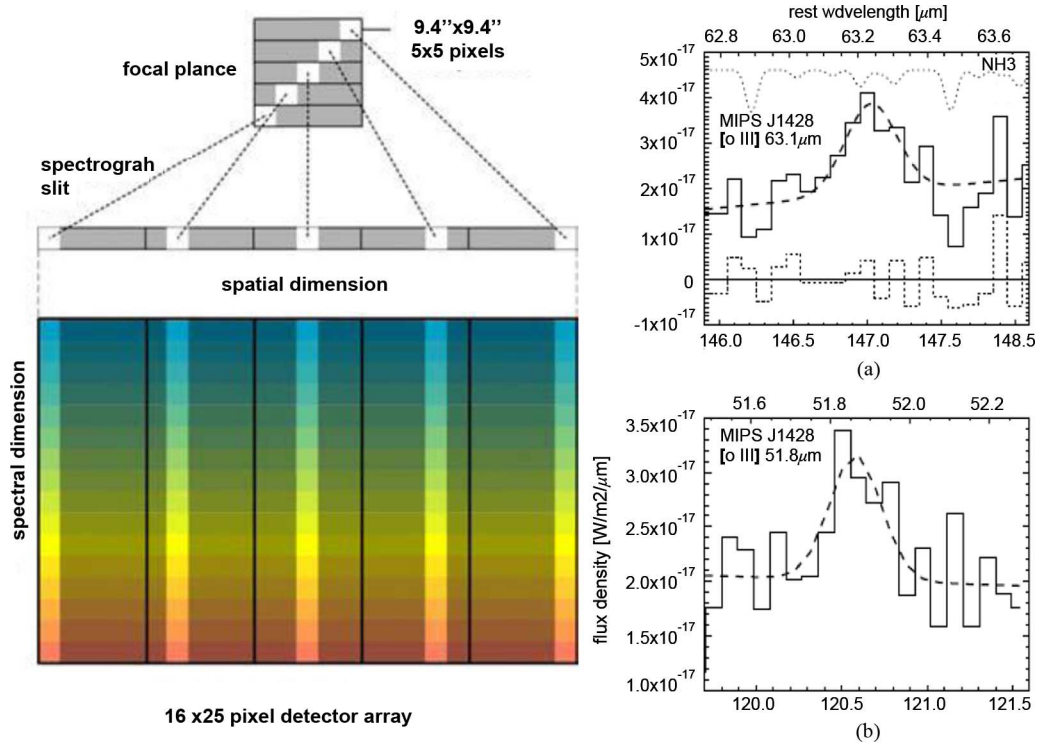 9.4’’x9.4’’
5x5 pixels
focal plance
spectrograh
slit
spatial dimension
spectral dimension
16 x25 pixel detector array
rest wdvelength [μm]
62.8 63.0 63.2 63.4 63.6
5x10⁻¹⁷
4x10⁻¹⁷
3x10⁻¹⁷
2x10⁻¹⁷
1x10⁻¹⁷
0
-1x10⁻¹⁷
NH3
MIPS J1428
[o III] 63.1μm
146.0 146.5 147.0 147.5 148.5
(a)
51.6 51.8 52.0 52.2
flux density [W/m2/μm]
3.5x10⁻¹⁷
3.0x10⁻¹⁷
2.5x10⁻¹⁷
2.0x10⁻¹⁷
1.5x10⁻¹⁷
1.0x10⁻¹⁷
MIPS J1428
[o III] 51.8μm
120.0 120.5 121.0 121.5
(b)